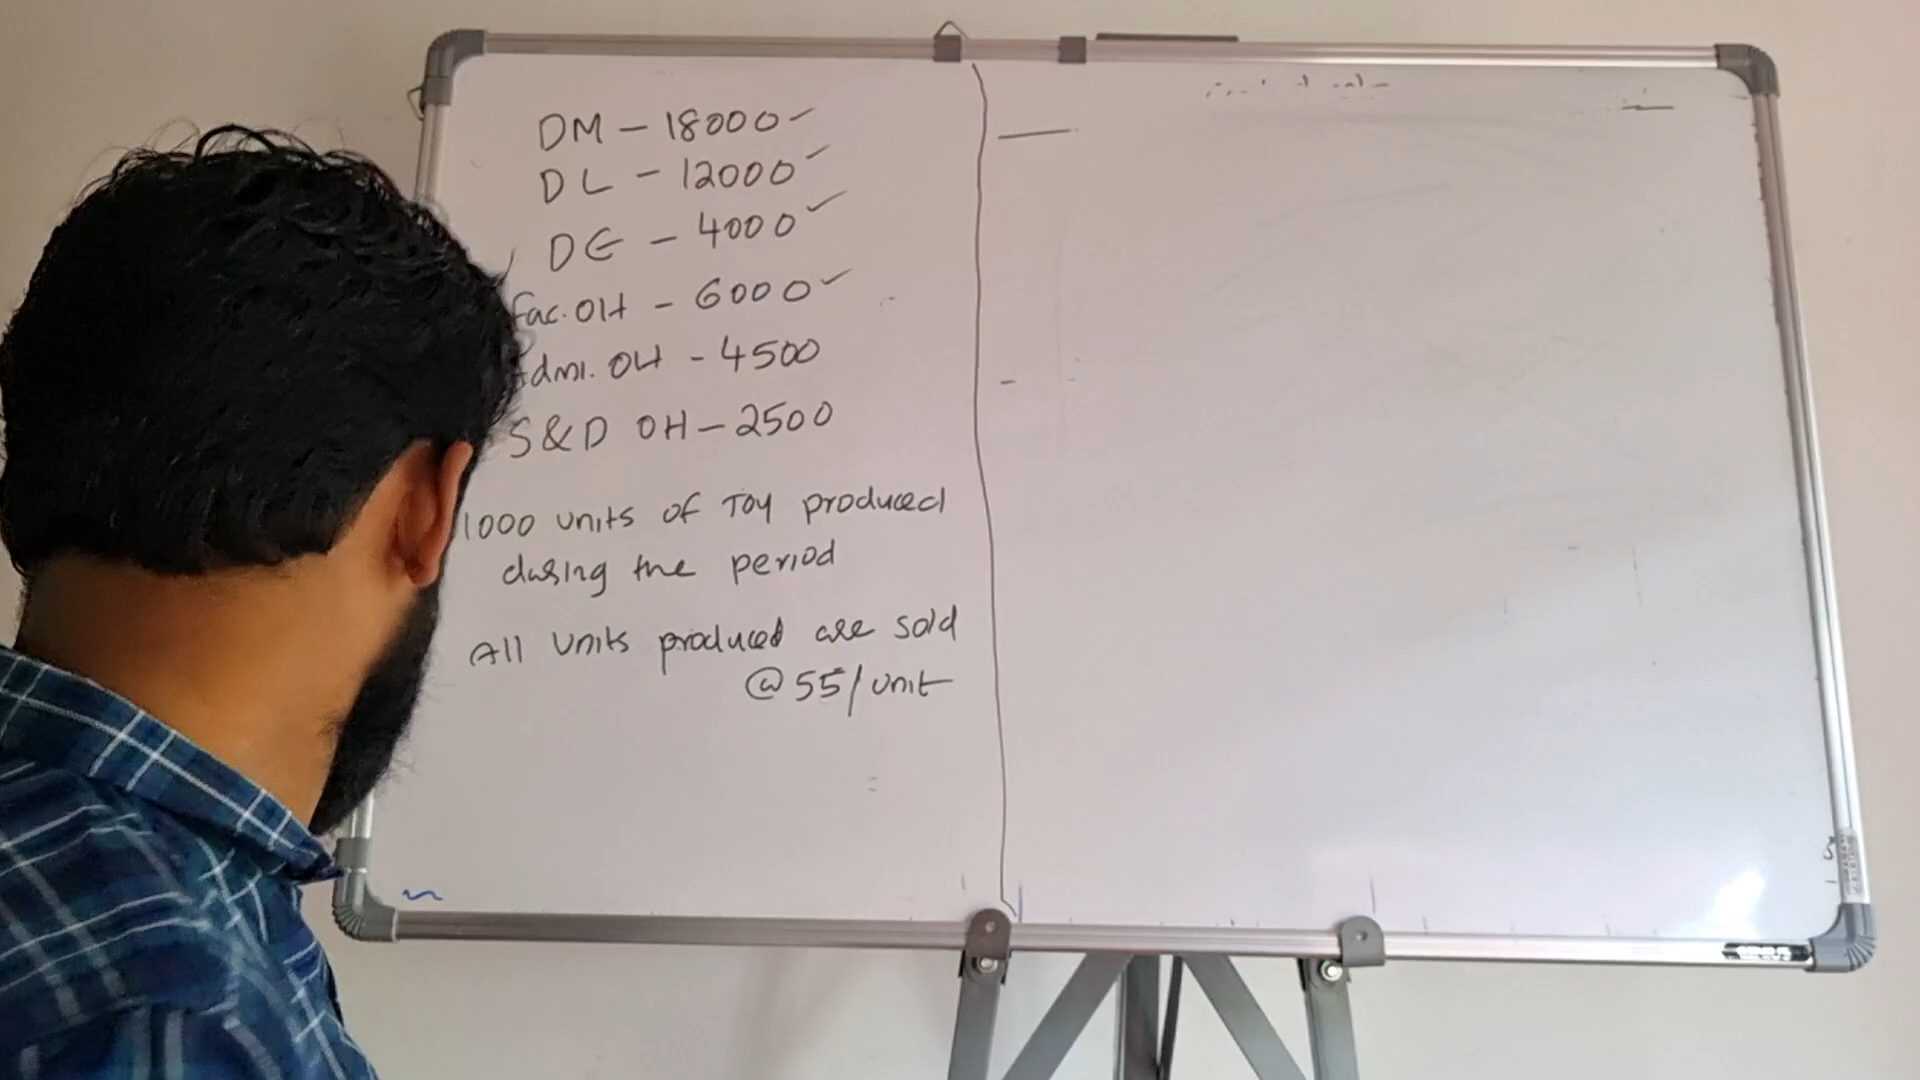 DM - 18000
DL - 12000
DE - 4000
Fac. OH - 6000
Admi. OH - 4500
S&D OH - 2500
1000 units of Toy produced
during the period
All units produced are sold
@ 55/unit